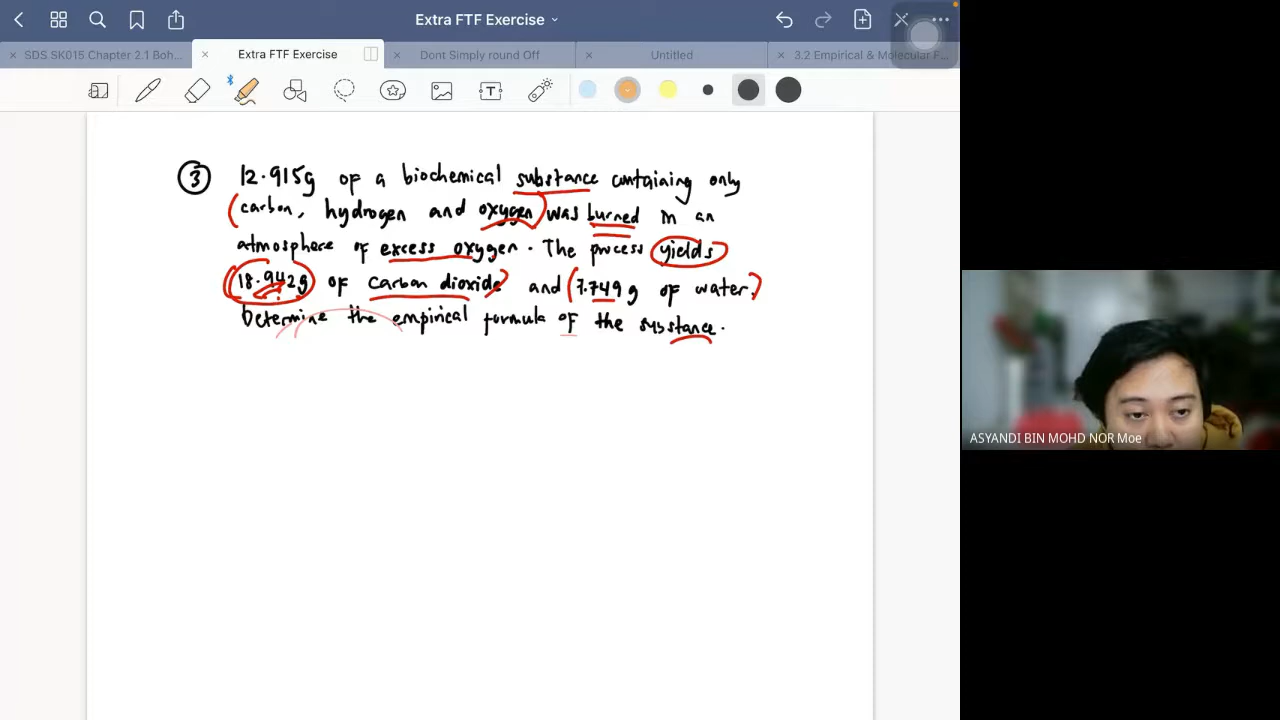 Extra FTF Exercise
SDS SK015 Chapter 2.1 Boh...
Extra FTF Exercise
Dont Simply round Off
Untitled
3.2 Empirical & Molecular F...
③ 12.915g of a biochemical substance containing only
carbon, hydrogen and oxygen was burned in an
atmosphere of excess oxygen. The process yields
18.942g of carbon dioxide and 7.749 g of water.
Determine the empirical formula of the substance.
ASYANDI BIN MOHD NOR Moe